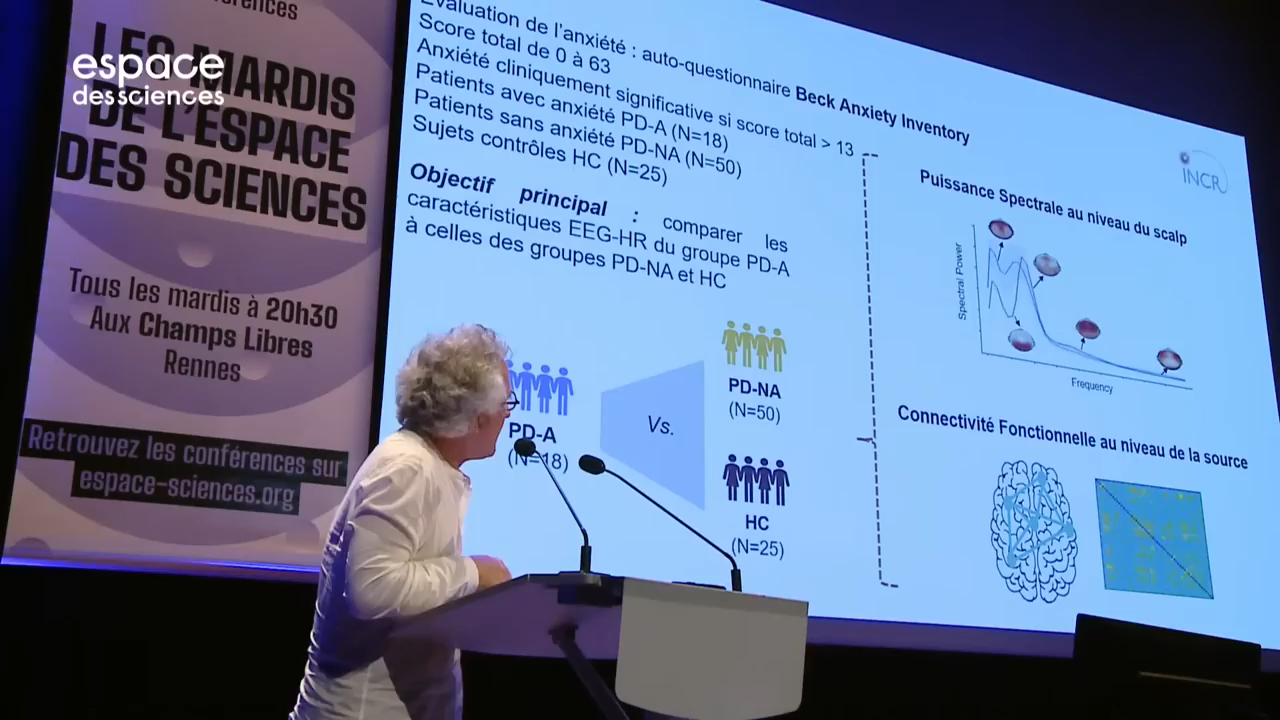 espace
des sciences
LES MARDIS
DE L'ESPACE
DES SCIENCES
Tous les mardis à 20h30
Aux Champs Libres
Rennes
Retrouvez les conférences sur
espace-sciences.org
Evaluation de l'anxiété : auto-questionnaire Beck Anxiety Inventory
Score total de 0 à 63
Anxiété cliniquement significative si score total > 13
Patients avec anxiété PD-A (N=18)
Patients sans anxiété PD-NA (N=50)
Sujets contrôles HC (N=25)
Objectif principal : comparer les
caractéristiques EEG-HR du groupe PD-A
à celles des groupes PD-NA et HC
PD-A
(N=18)
Vs.
PD-NA
(N=50)
HC
(N=25)
INCR
Puissance Spectrale au niveau du scalp
Spectral Power
Frequency
Connectivité Fonctionnelle au niveau de la source